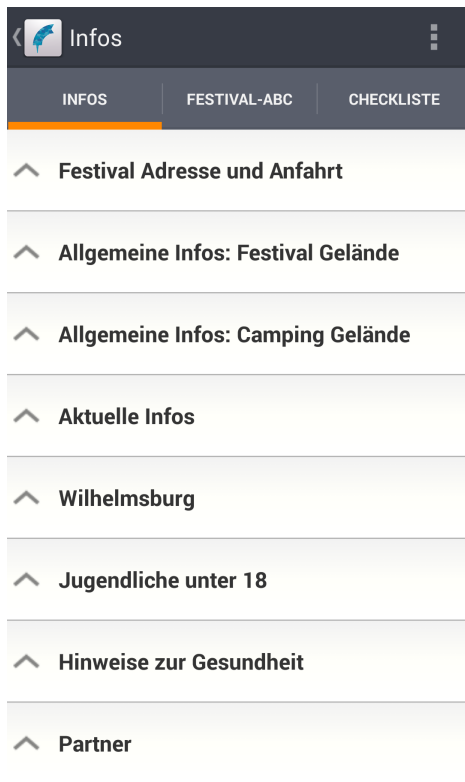 Infos
INFOS
FESTIVAL-ABC
CHECKLISTE
Festival Adresse und Anfahrt
Allgemeine Infos: Festival Gelände
Allgemeine Infos: Camping Gelände
Aktuelle Infos
Wilhelmsburg
Jugendliche unter 18
Hinweise zur Gesundheit
Partner